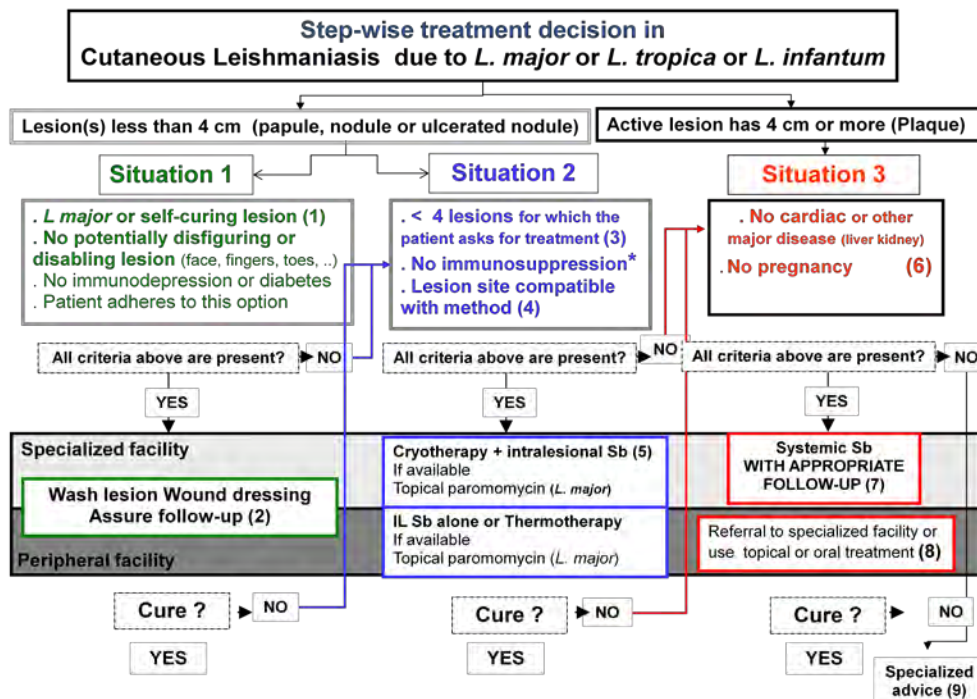 Step-wise treatment decision in
Cutaneous Leishmaniasis due to L. major or L. tropica or L. infantum
Lesion(s) less than 4 cm (papule, nodule or ulcerated nodule)
Active lesion has 4 cm or more (Plaque)
Situation 1
Situation 2
Situation 3
. L major or self-curing lesion (1)
. No potentially disfiguring or
disabling lesion (face, fingers, toes, ..)
. No immunodepression or diabetes
. Patient adheres to this option
. < 4 lesions for which the
patient asks for treatment (3)
. No immunosuppression*
. Lesion site compatible
with method (4)
. No cardiac or other
major disease (liver kidney)
. No pregnancy (6)
All criteria above are present?
NO
All criteria above are present?
NO
All criteria above are present?
NO
YES
YES
YES
Specialized facility
Wash lesion Wound dressing
Assure follow-up (2)
Peripheral facility
Cryotherapy + intralesional Sb (5)
If available
Topical paromomycin (L. major)
IL Sb alone or Thermotherapy
If available
Topical paromomycin (L. major)
Systemic Sb
WITH APPROPRIATE
FOLLOW-UP (7)
Referral to specialized facility or
use topical or oral treatment (8)
Cure ?
NO
Cure ?
NO
Cure ?
NO
YES
YES
YES
Specialized
advice (9)